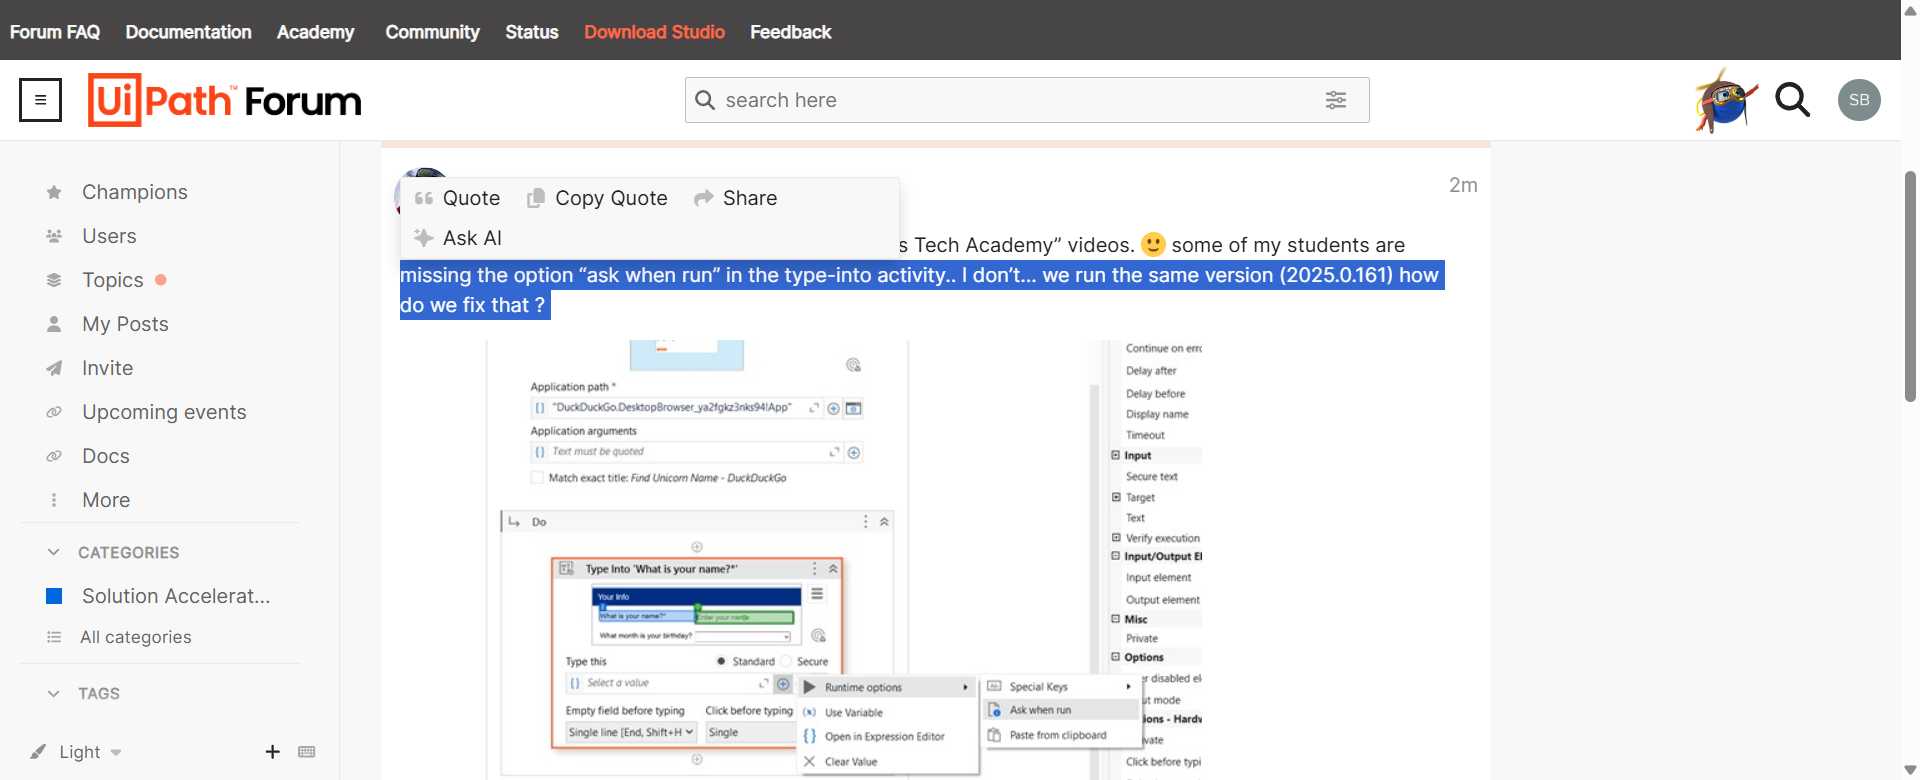 Forum FAQ Documentation Academy Community Status Download Studio Feedback
≡ UiPath™ Forum search here SB
Champions
Users
Topics
My Posts
Invite
Upcoming events
Docs
More
CATEGORIES
Solution Accelerat...
All categories
TAGS
Light
Quote Copy Quote Share
Ask AI
2m
s Tech Academy” videos. 🙂 some of my students are
missing the option “ask when run” in the type-into activity.. I don’t... we run the same version (2025.0.161) how
do we fix that ?
Application path *
"DuckDuckGo.DesktopBrowser_ya2fgkz3nks94!App"
Application arguments
Text must be quoted
Match exact title: Find Unicorn Name - DuckDuckGo
Do
Type Into 'What is your name?*'
Your Info
What is your name?* Enter your name
What month is your birthday?
Type this Standard Secure
Select a value
Empty field before typing Click before typing
Single line [End, Shift+H Single
Runtime options
Use Variable
Open in Expression Editor
Clear Value
Special Keys
Ask when run
Paste from clipboard
Continue on erro
Delay after
Delay before
Display name
Timeout
Input
Secure text
Target
Text
Verify execution
Input/Output El
Input element
Output element
Misc
Private
Options
r disabled el
ut mode
ions - Hardw
vate
Click before typi